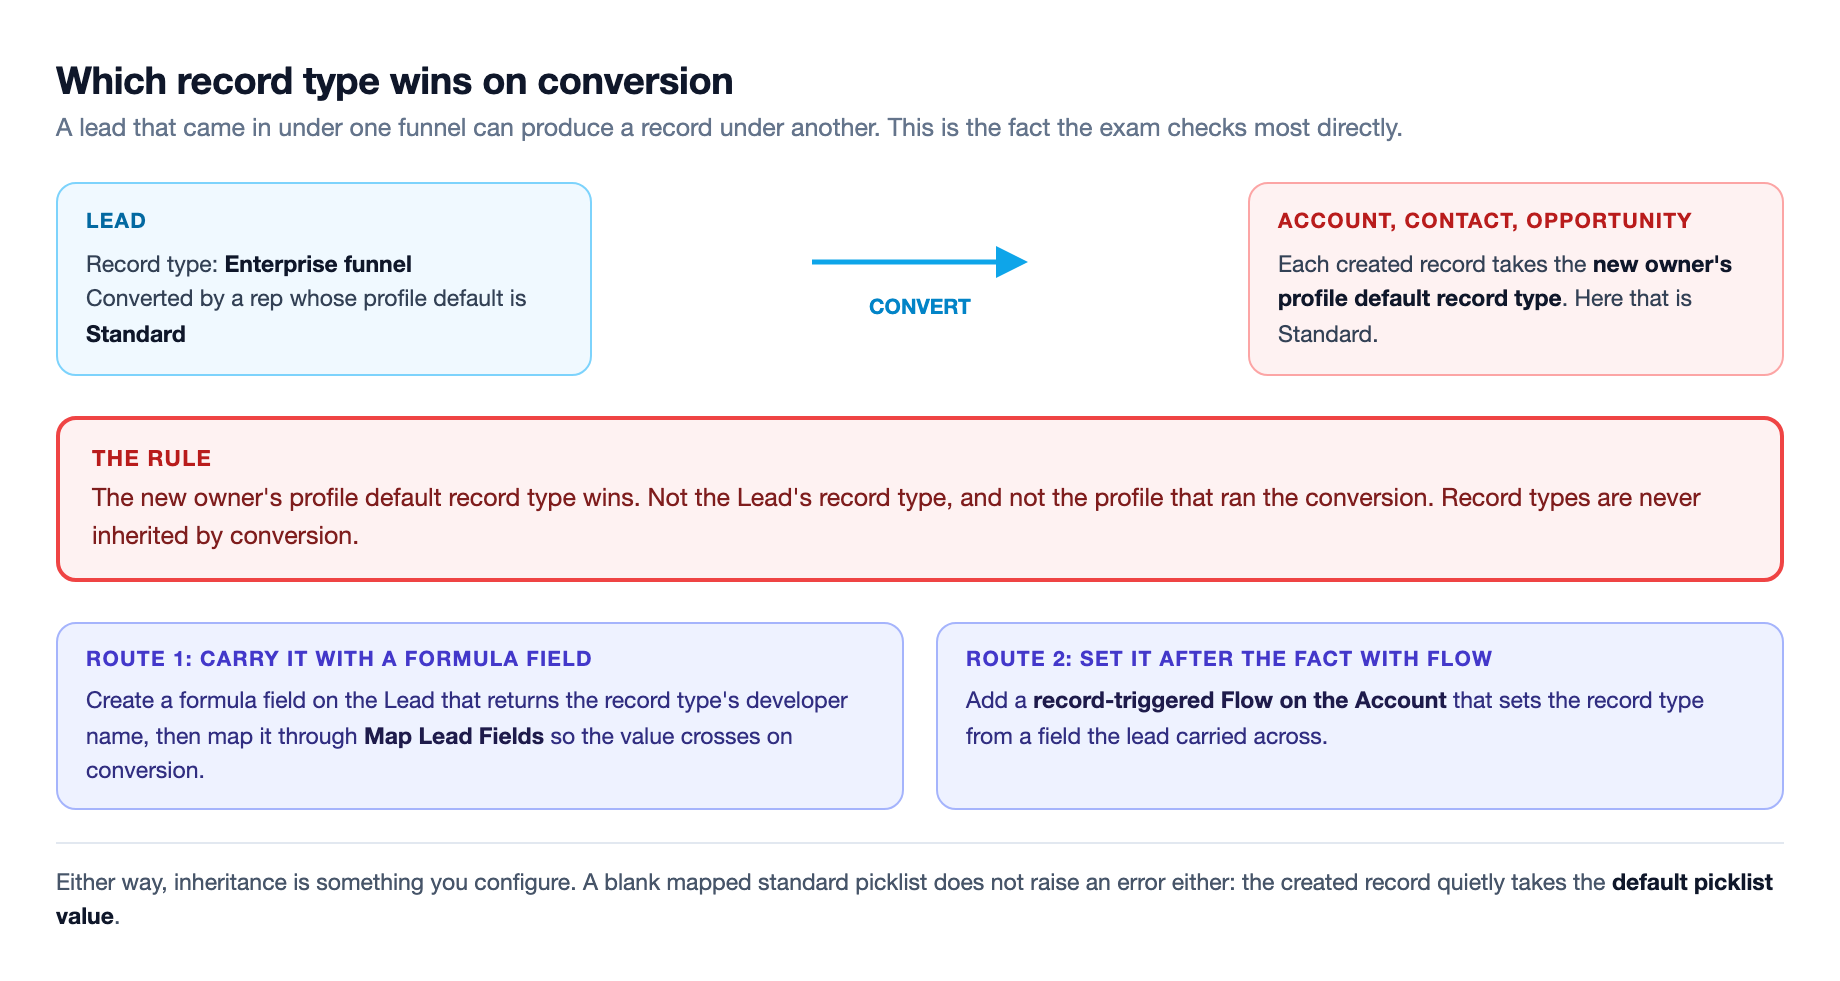 Which record type wins on conversion
A lead that came in under one funnel can produce a record under another. This is the fact the exam checks most directly.
LEAD
Record type: Enterprise funnel
Converted by a rep whose profile default is
Standard
CONVERT
ACCOUNT, CONTACT, OPPORTUNITY
Each created record takes the new owner's
profile default record type. Here that is
Standard.
THE RULE
The new owner's profile default record type wins. Not the Lead's record type, and not the profile that ran the conversion. Record types are never
inherited by conversion.
ROUTE 1: CARRY IT WITH A FORMULA FIELD
Create a formula field on the Lead that returns the record type's developer
name, then map it through Map Lead Fields so the value crosses on
conversion.
ROUTE 2: SET IT AFTER THE FACT WITH FLOW
Add a record-triggered Flow on the Account that sets the record type
from a field the lead carried across.
Either way, inheritance is something you configure. A blank mapped standard picklist does not raise an error either: the created record quietly takes the default picklist
value.